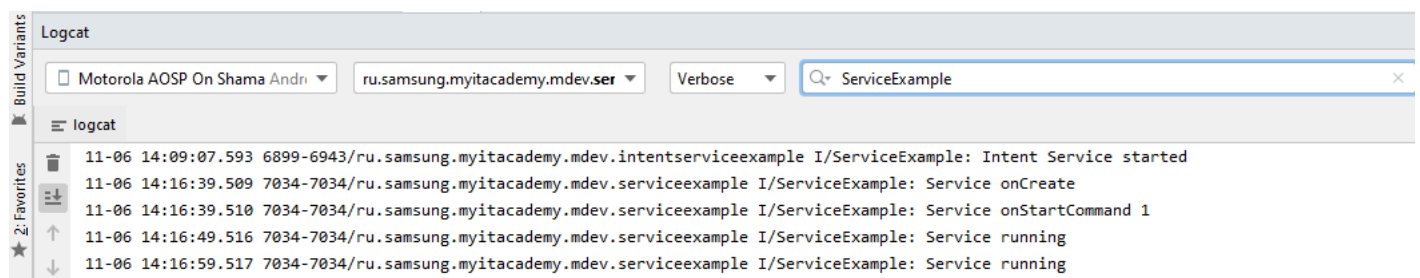 Build Variants
Logcat
Motorola AOSP On Shama Andr
ru.samsung.myitacademy.mdev.ser
Verbose
ServiceExample
logcat
11-06 14:09:07.593 6899-6943/ru.samsung.myitacademy.mdev.intentserviceexample I/ServiceExample: Intent Service started
11-06 14:16:39.509 7034-7034/ru.samsung.myitacademy.mdev.serviceexample I/ServiceExample: Service onCreate
11-06 14:16:39.510 7034-7034/ru.samsung.myitacademy.mdev.serviceexample I/ServiceExample: Service onStartCommand 1
11-06 14:16:49.516 7034-7034/ru.samsung.myitacademy.mdev.serviceexample I/ServiceExample: Service running
11-06 14:16:59.517 7034-7034/ru.samsung.myitacademy.mdev.serviceexample I/ServiceExample: Service running
2: Favorites